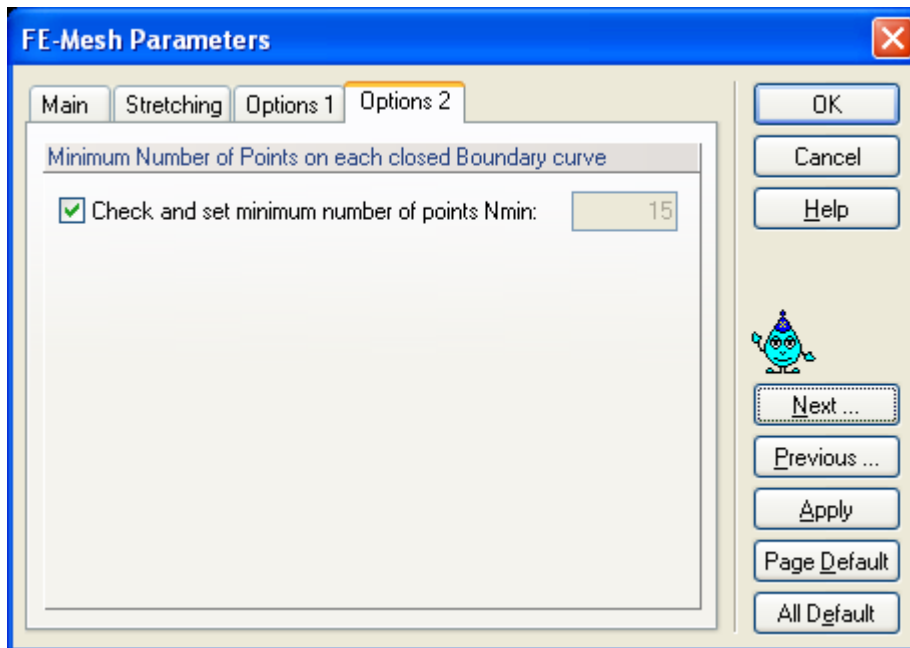 FE-Mesh Parameters
Main Stretching Options 1 Options 2
Minimum Number of Points on each closed Boundary curve
Check and set minimum number of points Nmin: 15
OK
Cancel
Help
Next ...
Previous ...
Apply
Page Default
All Default